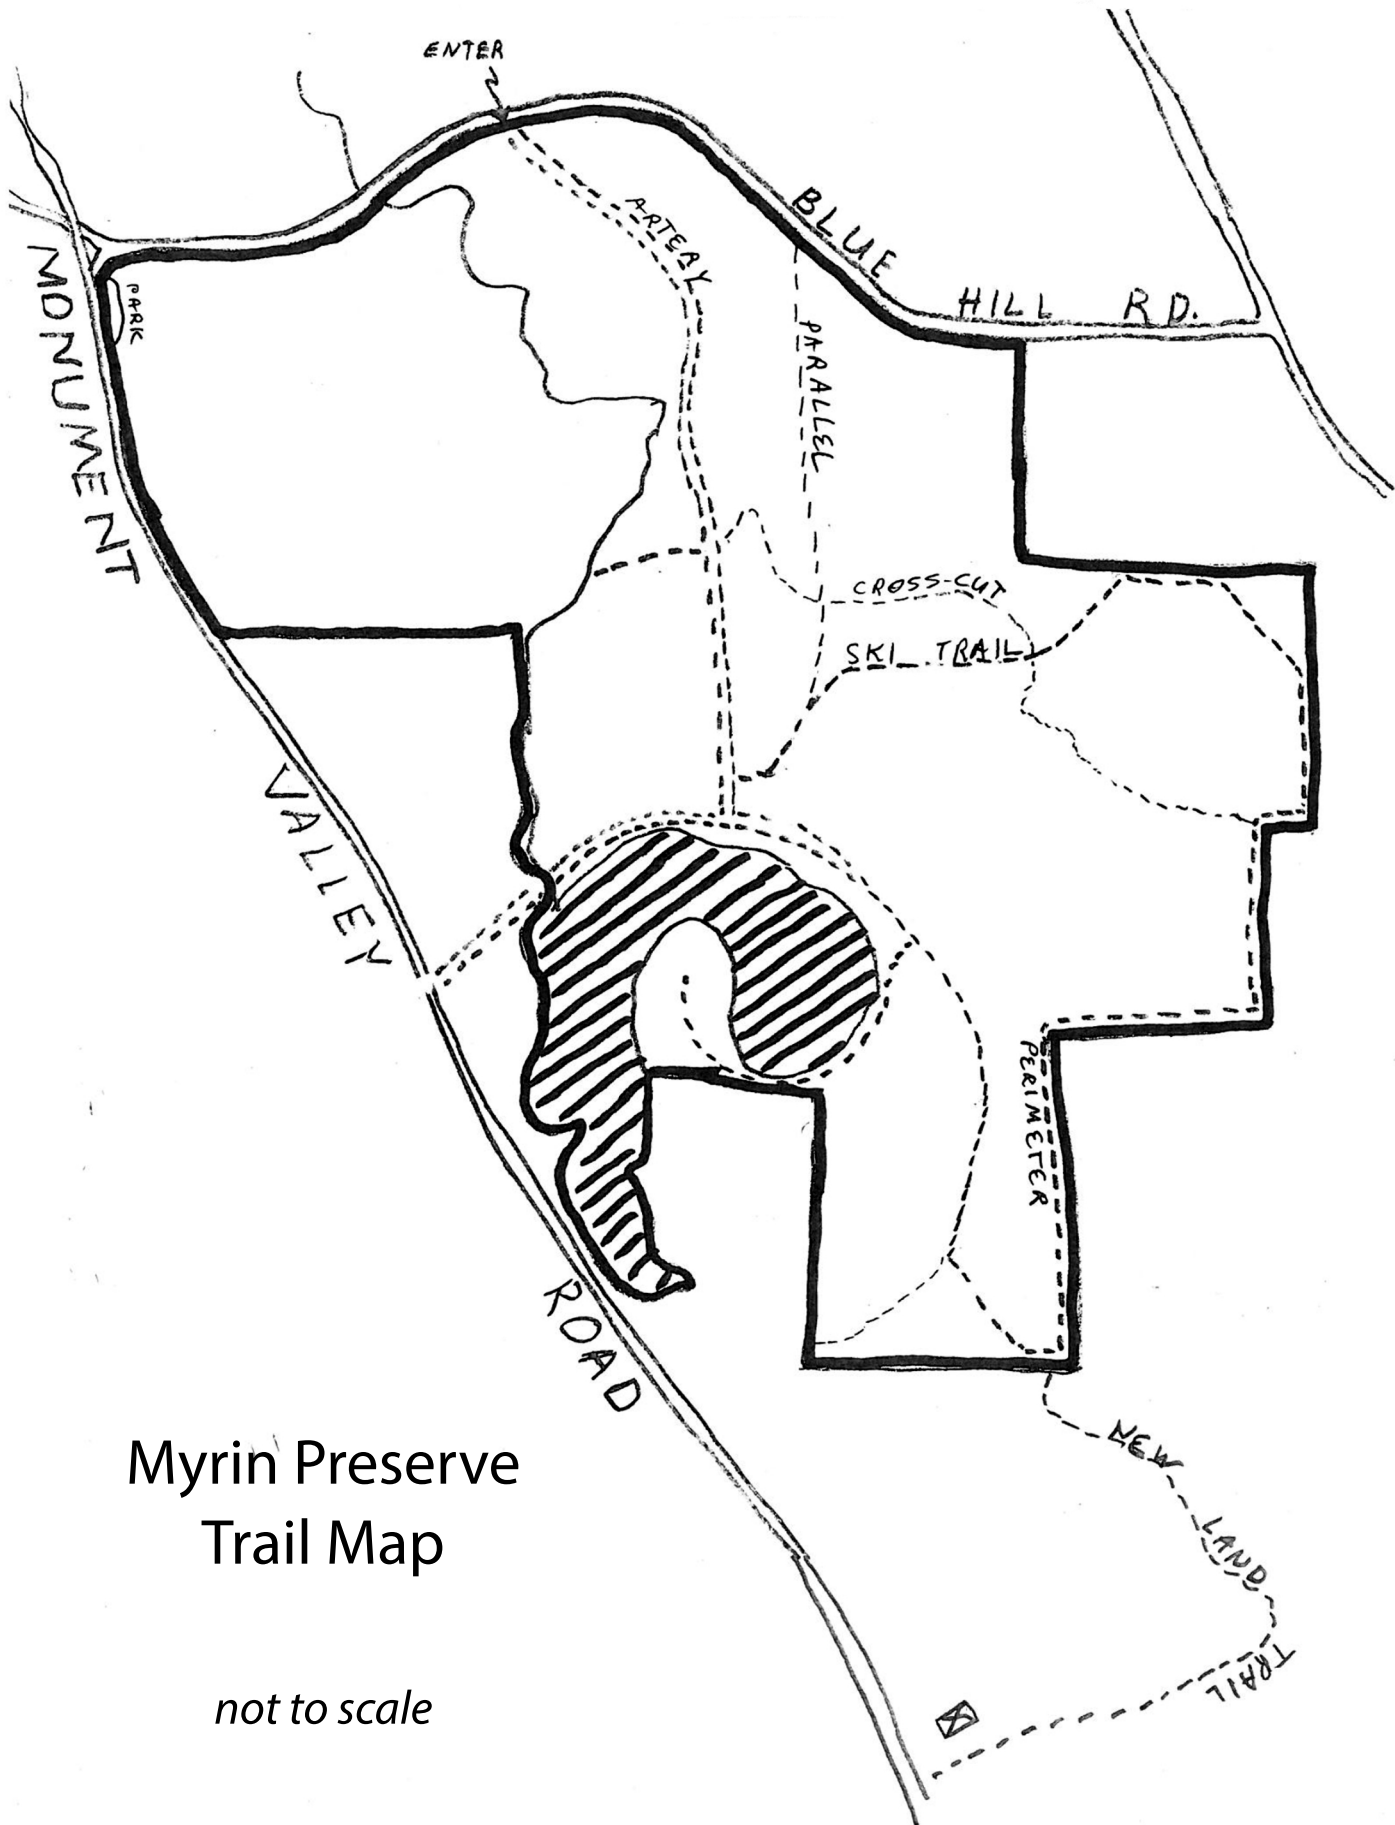 ENTER
ARTERY
BLUE
HILL RD.
PARK
MONUMENT
PARALLEL
CROSS-CUT
SKI TRAIL
VALLEY
PERIMETER
ROAD
NEW
LAND
TRAIL
Myrin Preserve
Trail Map
not to scale